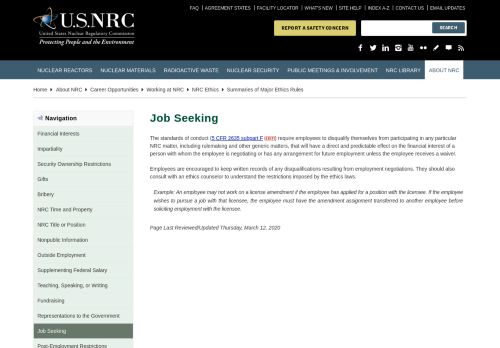 FAQ | AGREEMENT STATES | FACILITY LOCATOR | WHAT'S NEW | SITE HELP | INDEX A-Z | CONTACT US | EMAIL UPDATES
U.S.NRC
United States Nuclear Regulatory Commission
Protecting People and the Environment
REPORT A SAFETY CONCERN
SEARCH
NUCLEAR REACTORS NUCLEAR MATERIALS RADIOACTIVE WASTE NUCLEAR SECURITY PUBLIC MEETINGS & INVOLVEMENT NRC LIBRARY ABOUT NRC
Home About NRC Career Opportunities Working at NRC NRC Ethics Summaries of Major Ethics Rules
Navigation
Financial Interests
Impartiality
Security Ownership Restrictions
Gifts
Bribery
NRC Time and Property
NRC Title or Position
Nonpublic Information
Outside Employment
Supplementing Federal Salary
Teaching, Speaking, or Writing
Fundraising
Representations to the Government
Job Seeking
Post-Employment Restrictions
Job Seeking
The standards of conduct (5 CFR 2635 subpart F) require employees to disqualify themselves from participating in any particular
NRC matter, including rulemaking and other generic matters, that will have a direct and predictable effect on the financial interest of a
person with whom the employee is negotiating or has any arrangement for future employment unless the employee receives a waiver.
Employees are encouraged to keep written records of any disqualifications resulting from employment negotiations. They should also
consult with an ethics counselor to understand the restrictions imposed by the ethics laws.
Example: An employee may not work on a license amendment if the employee has applied for a position with the licensee. If the employee
wishes to pursue a job with that licensee, the employee must have the amendment assignment transferred to another employee before
soliciting employment with the licensee.
Page Last Reviewed/Updated Thursday, March 12, 2020